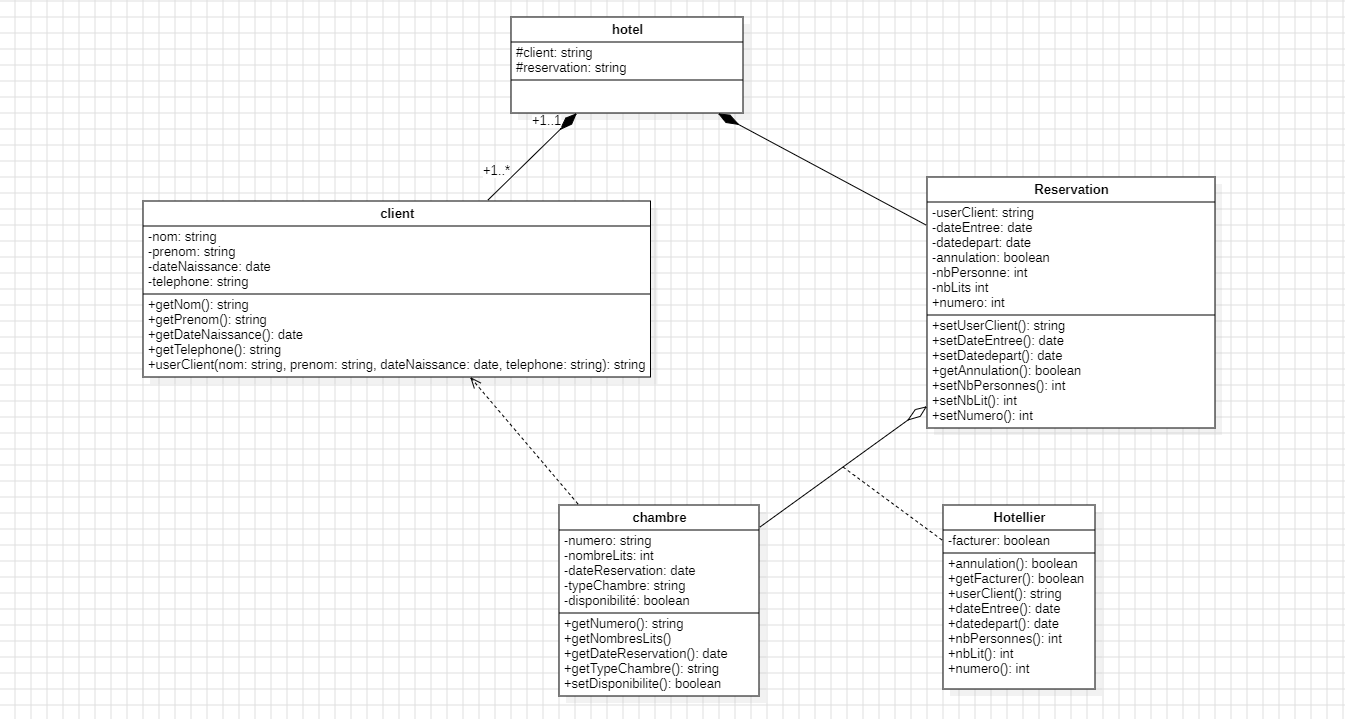 hotel
#client: string
#reservation: string
+1..1
+1..*
client
-nom: string
-prenom: string
-dateNaissance: date
-telephone: string
+getNom(): string
+getPrenom(): string
+getDateNaissance(): date
+getTelephone(): string
+userClient(nom: string, prenom: string, dateNaissance: date, telephone: string): string
Reservation
-userClient: string
-dateEntree: date
-datedepart: date
-annulation: boolean
-nbPersonne: int
-nbLits int
+numero: int
+setUserClient(): string
+setDateEntree(): date
+setDatedepart(): date
+getAnnulation(): boolean
+setNbPersonnes(): int
+setNbLit(): int
+setNumero(): int
chambre
-numero: string
-nombreLits: int
-dateReservation: date
-typeChambre: string
-disponibilité: boolean
+getNumero(): string
+getNombresLits()
+getDateReservation(): date
+getTypeChambre(): string
+setDisponibilite(): boolean
Hotellier
-facturer: boolean
+annulation(): boolean
+getFacturer(): boolean
+userClient(): string
+dateEntree(): date
+datedepart(): date
+nbPersonnes(): int
+nbLit(): int
+numero(): int